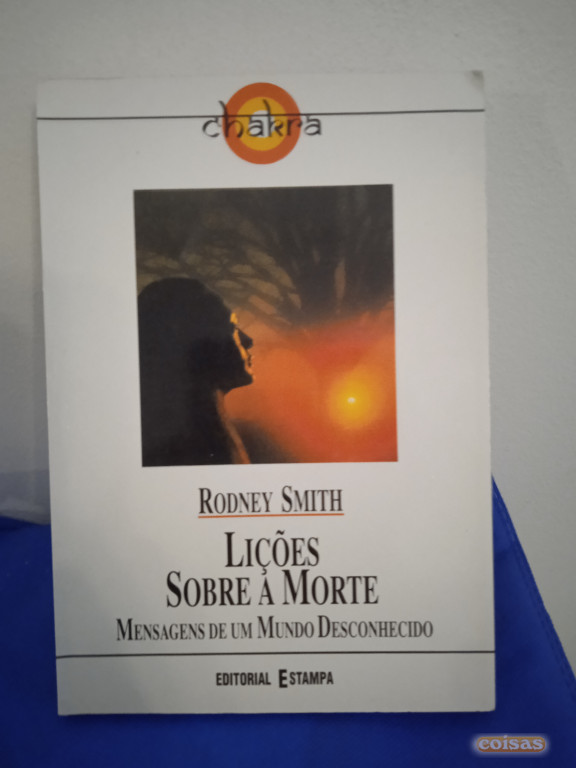 chakra
RODNEY SMITH
LIÇÕES
SOBRE A MORTE
MENSAGENS DE UM MUNDO DESCONHECIDO
EDITORIAL ESTAMPA
coisas